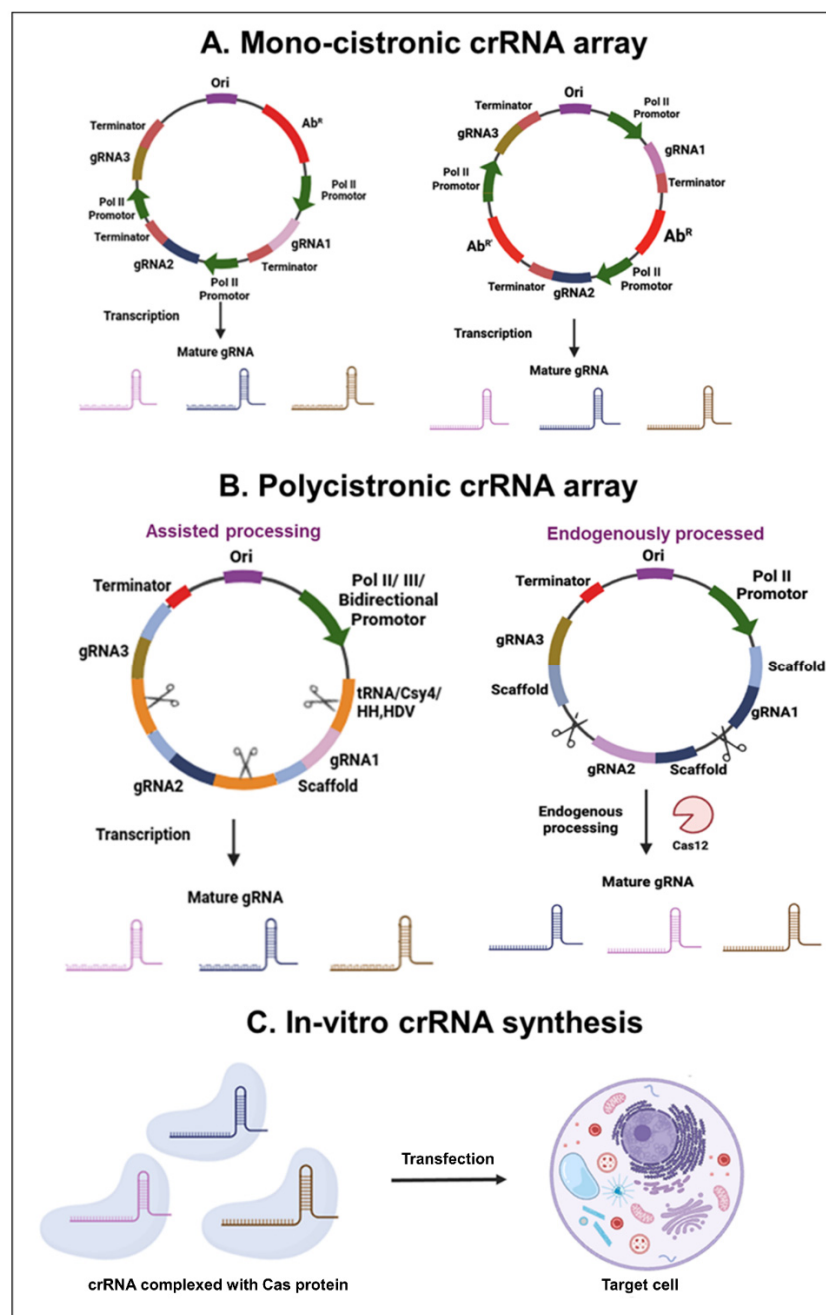 A. Mono-cistronic crRNA array
Ori
Ab^R
Pol II
Promotor
gRNA1
Terminator
Pol II
Promotor
gRNA2
Terminator
Pol II
Promotor
gRNA3
Terminator
Transcription
Mature gRNA
Ori
Pol II
Promotor
gRNA1
Terminator
Ab^R
Pol II
Promotor
gRNA2
Terminator
Ab^R'
Pol II
Promotor
gRNA3
Terminator
Transcription
Mature gRNA
B. Polycistronic crRNA array
Assisted processing
Ori
Pol II/ III/
Bidirectional
Promotor
tRNA/Csy4/
HH,HDV
gRNA1
Scaffold
gRNA2
gRNA3
Terminator
Transcription
Mature gRNA
Endogenously processed
Ori
Pol II
Promotor
Scaffold
gRNA1
Scaffold
gRNA2
Scaffold
gRNA3
Terminator
Endogenous
processing
Cas12
Mature gRNA
C. In-vitro crRNA synthesis
Transfection
crRNA complexed with Cas protein
Target cell